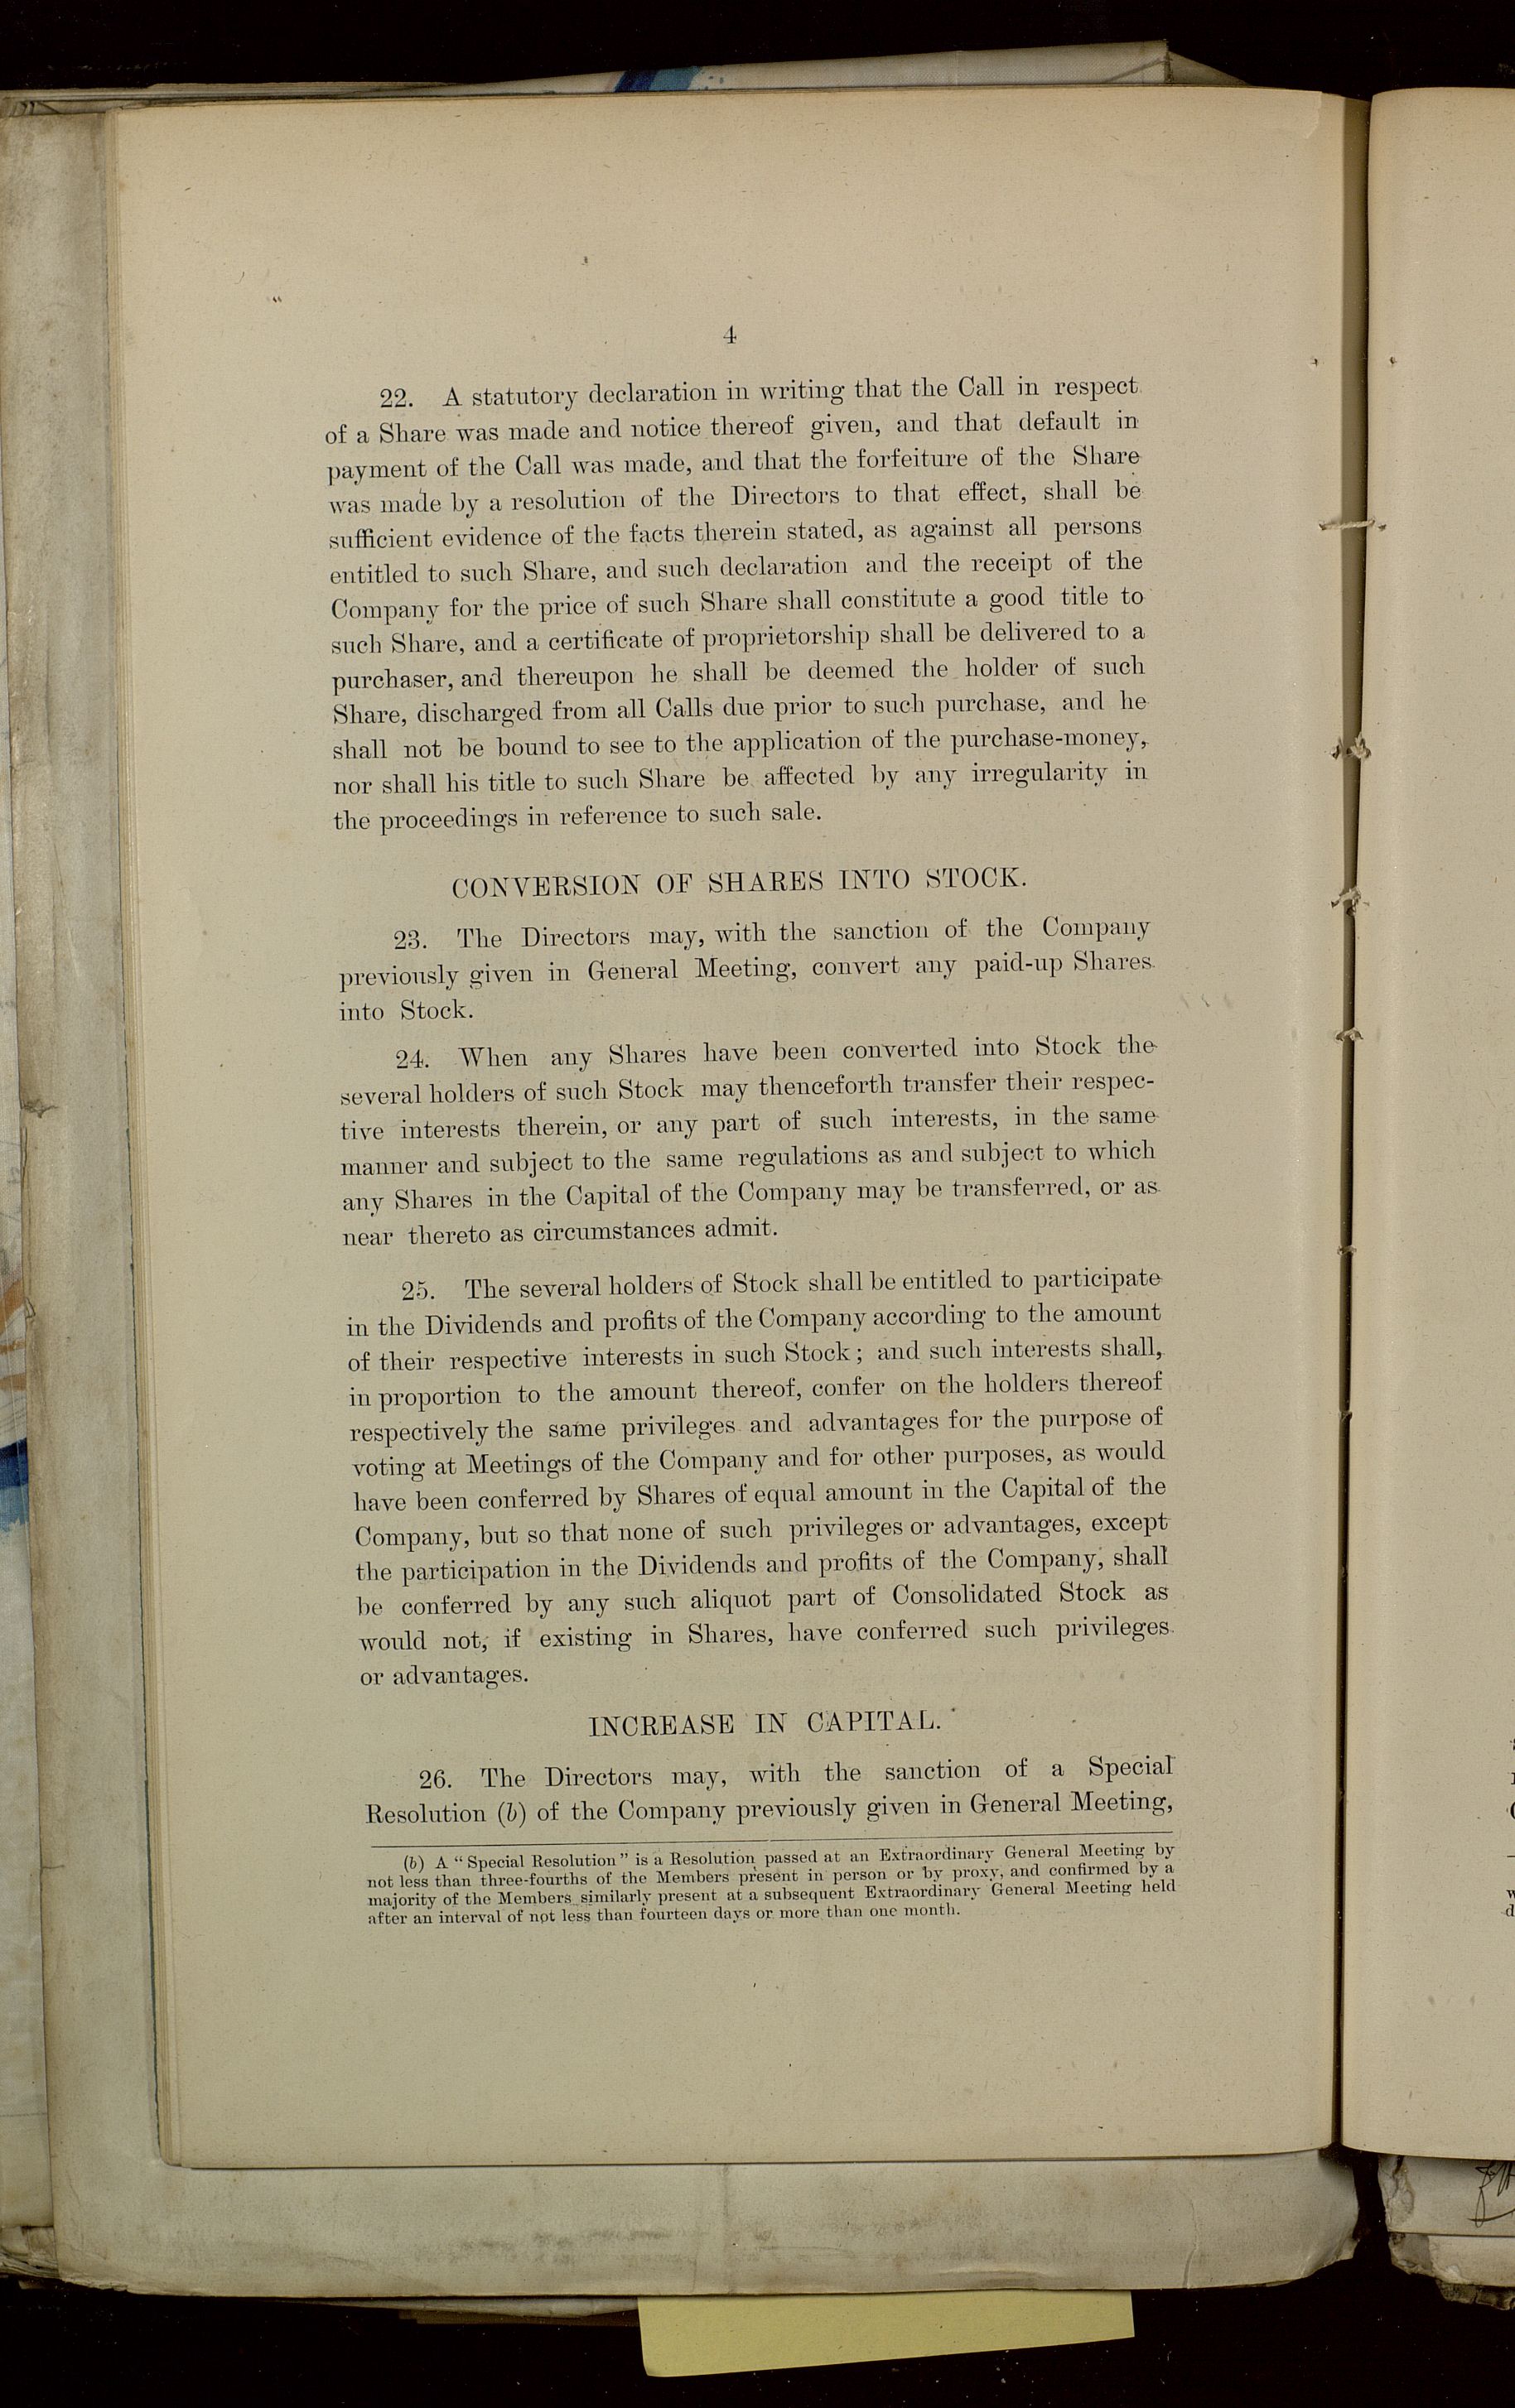 4
22. A statutory declaration in writing that the Call in respect
of a Share was made and notice thereof given, and that default in
payment of the Call was made, and that the forfeiture of the Share
was made by a resolution of the Directors to that effect, shall be
sufficient evidence of the facts therein stated, as against all persons
entitled to such Share, and such declaration and the receipt of the
Company for the price of such Share shall constitute a good title to
such Share, and a certificate of proprietorship shall be delivered to a
purchaser, and thereupon he shall be deemed the holder of such
Share, discharged from all Calls due prior to such purchase, and he
shall not be bound to see to the application of the purchase-money,
nor shall his title to such Share be affected by any irregularity in
the proceedings in reference to such sale.
CONVERSION OF SHARES INTO STOCK.
23. The Directors may, with the sanction of the Company
previously given in General Meeting, convert any paid-up Shares
into Stock.
24. When any Shares have been converted into Stock the
several holders of such Stock may thenceforth transfer their respec-
tive interests therein, or any part of such interests, in the same
manner and subject to the same regulations as and subject to which
any Shares in the Capital of the Company may be transferred, or as
near thereto as circumstances admit.
25. The several holders of Stock shall be entitled to participate
in the Dividends and profits of the Company according to the amount
of their respective interests in such Stock; and such interests shall,
in proportion to the amount thereof, confer on the holders thereof
respectively the same privileges and advantages for the purpose of
voting at Meetings of the Company and for other purposes, as would
have been conferred by Shares of equal amount in the Capital of the
Company, but so that none of such privileges or advantages, except
the participation in the Dividends and profits of the Company, shall
be conferred by any such aliquot part of Consolidated Stock as
would not, if existing in Shares, have conferred such privileges
or advantages.
INCREASE IN CAPITAL.
26. The Directors may, with the sanction of a Special
Resolution (b) of the Company previously given in General Meeting,
(b) A "Special Resolution" is a Resolution passed at an Extraordinary General Meeting by
not less than three-fourths of the Members present in person or by proxy, and confirmed by a
majority of the Members similarly present at a subsequent Extraordinary General Meeting held
after an interval of not less than fourteen days or more than one month.